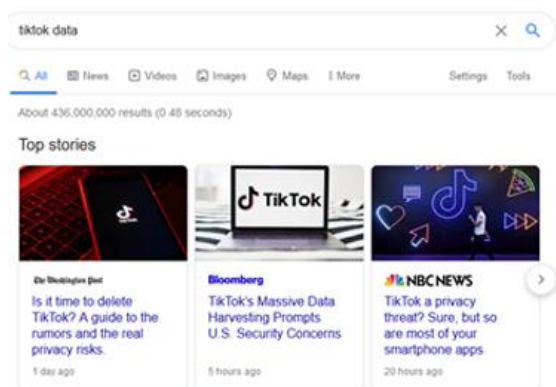 tiktok data
All News Videos Images Maps More Settings Tools
About 436,000,000 results (0.48 seconds)
Top stories
TikTok
The Washington Post
Is it time to delete
TikTok? A guide to the
rumors and the real
privacy risks.
1 day ago
Bloomberg
TikTok's Massive Data
Harvesting Prompts
U.S. Security Concerns
5 hours ago
NBC NEWS
TikTok a privacy
threat? Sure, but so
are most of your
smartphone apps
20 hours ago